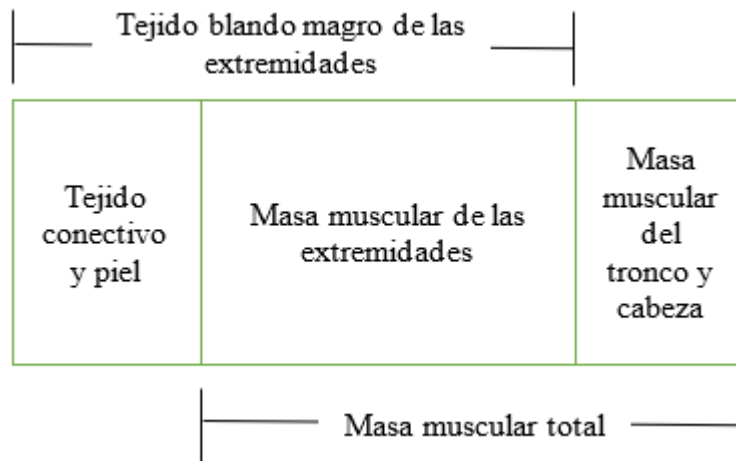 Tejido blando magro de las
extremidades
Tejido
conectivo
y piel
Masa muscular de las
extremidades
Masa
muscular
del
tronco y
cabeza
Masa muscular total